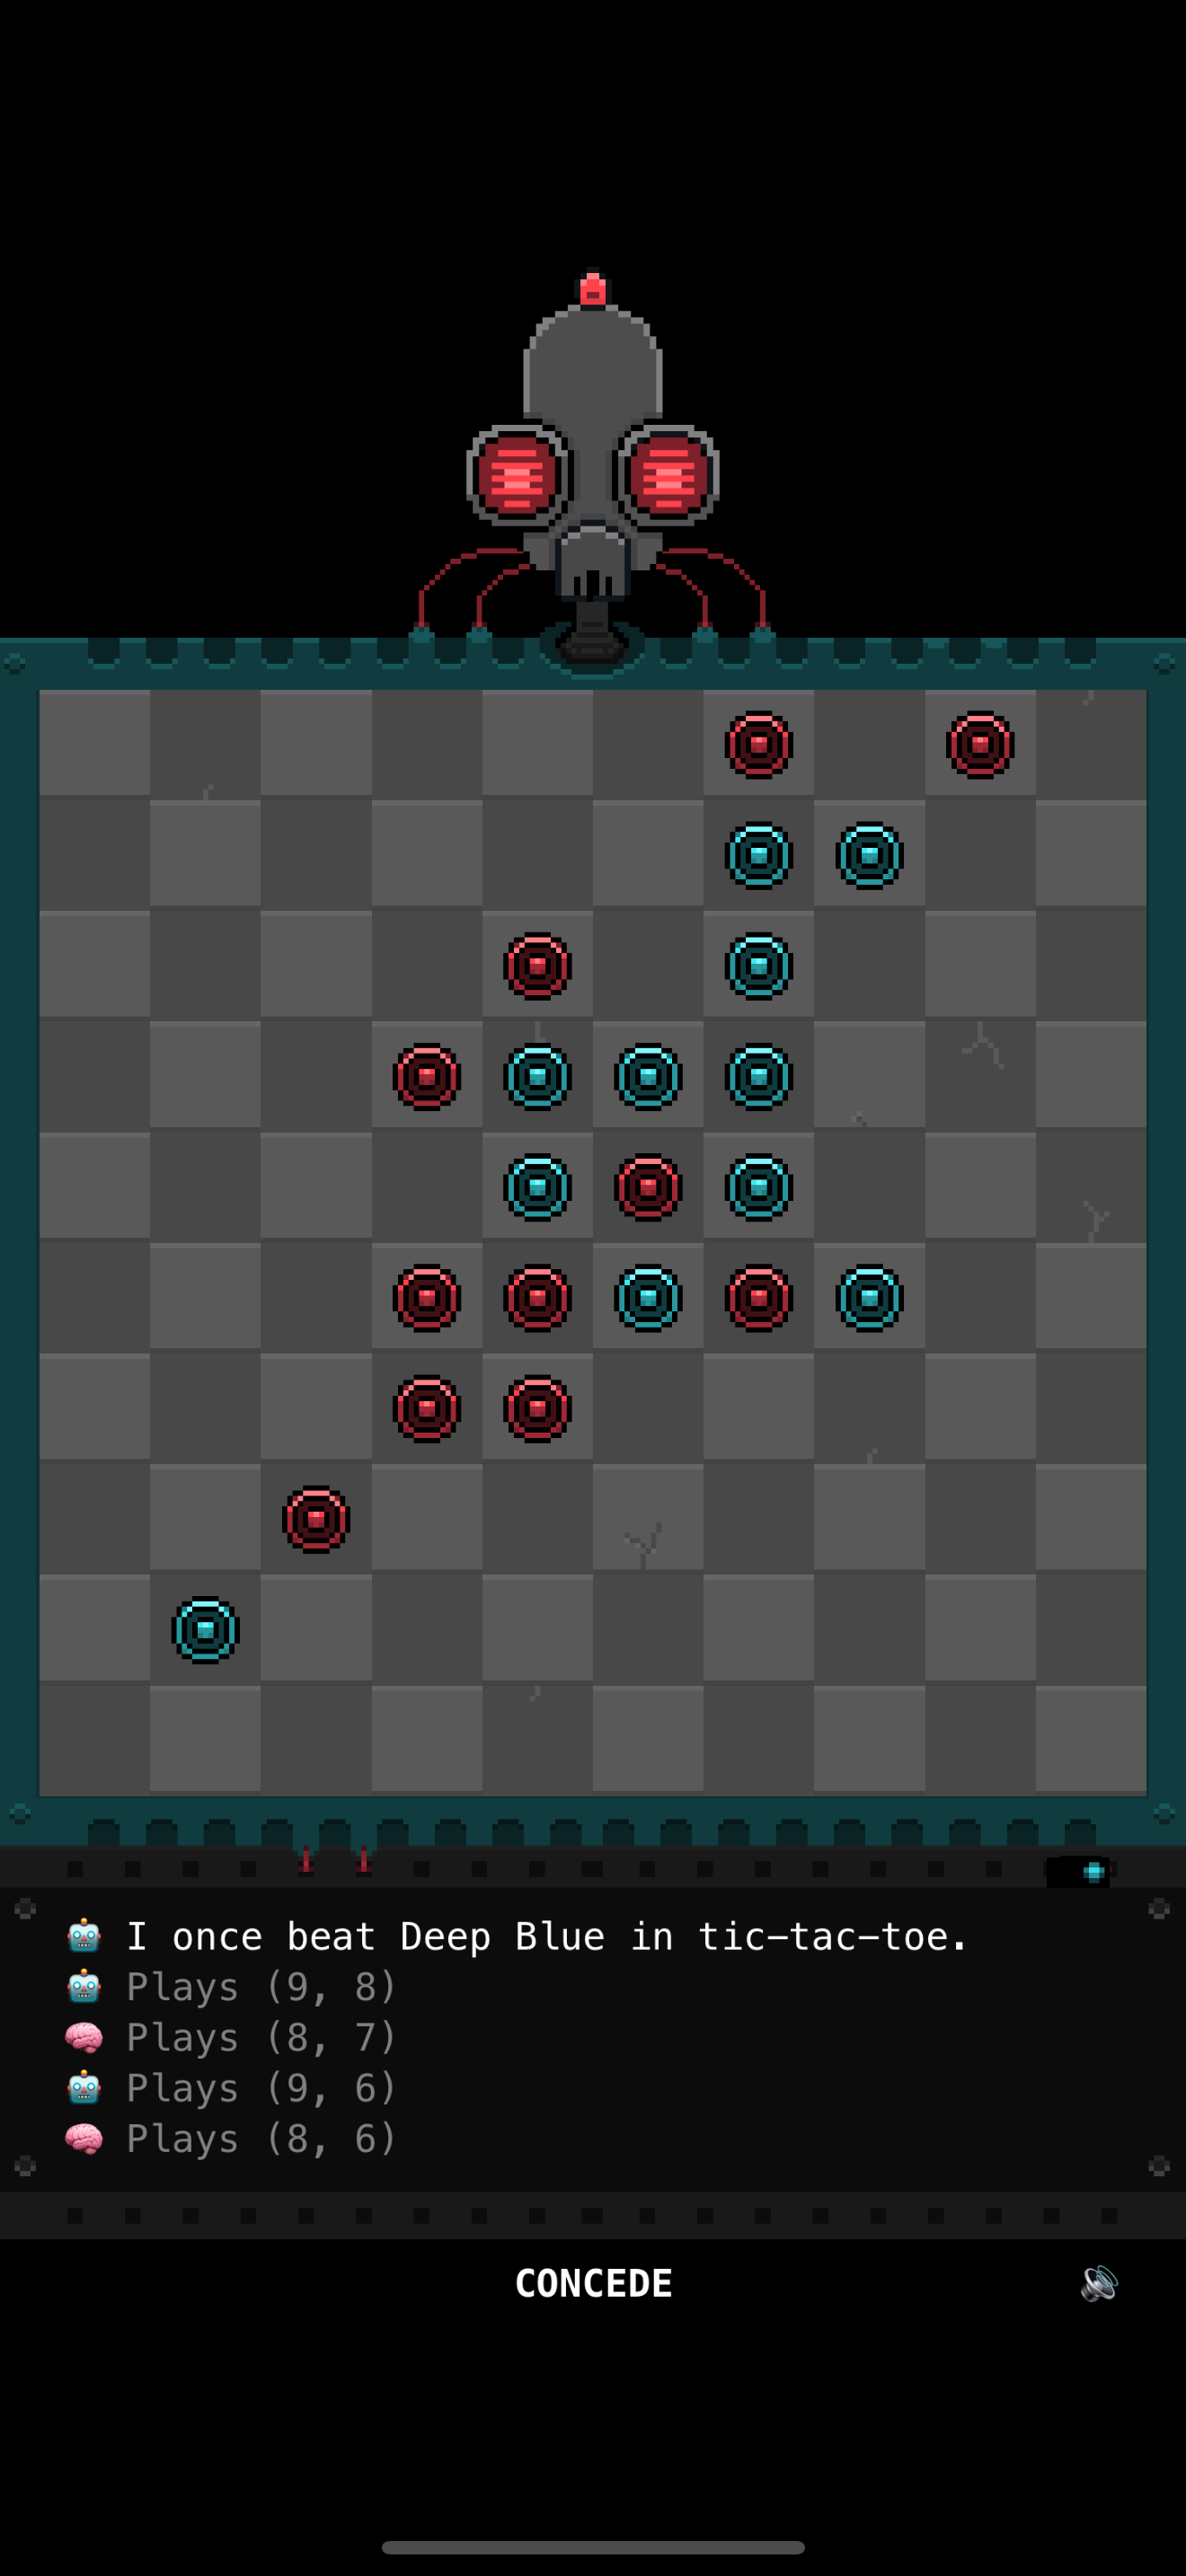 🤖 I once beat Deep Blue in tic-tac-toe.
🤖 Plays (9, 8)
🧠 Plays (8, 7)
🤖 Plays (9, 6)
🧠 Plays (8, 6)
CONCEDE